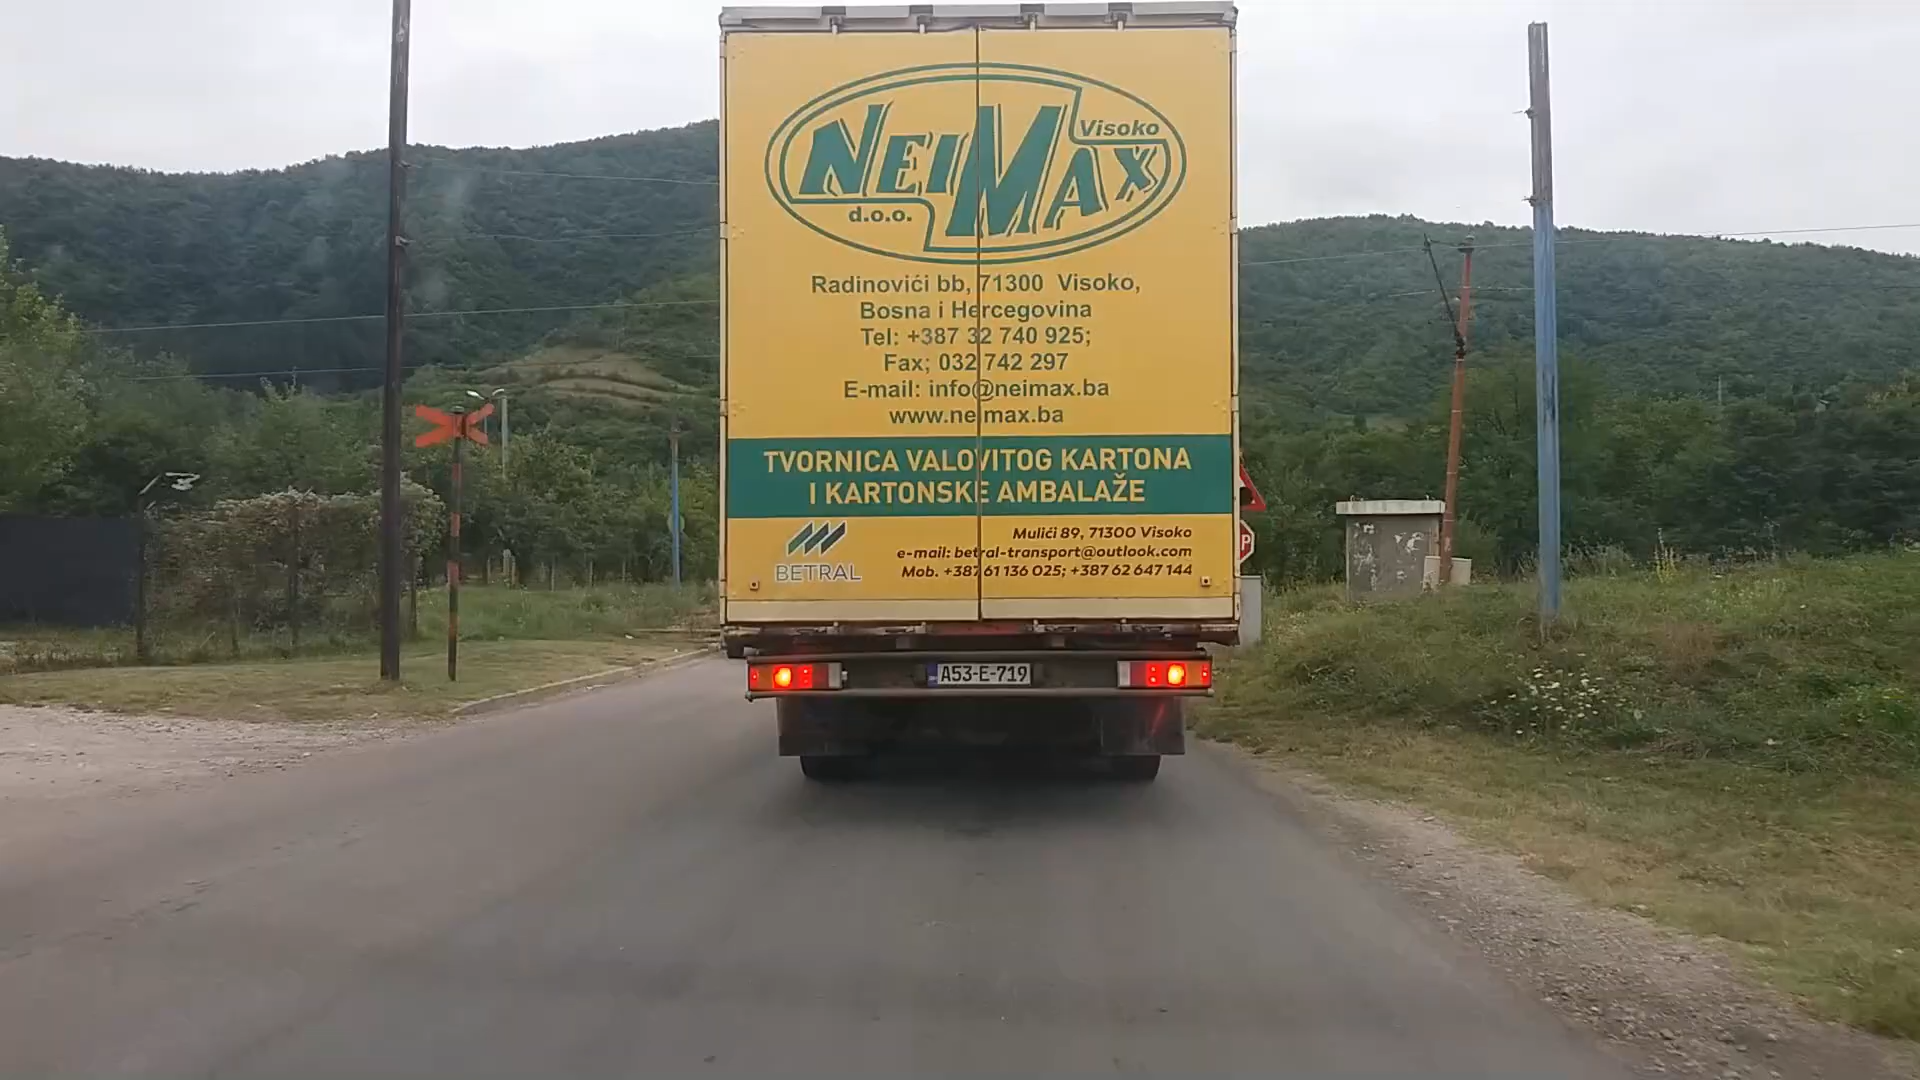 NEIMAX
Visoko
d.o.o.
Radinovići bb, 71300 Visoko,
Bosna i Hercegovina
Tel: +387 32 740 925;
Fax; 032 742 297
E-mail: info@neimax.ba
www.neimax.ba
TVORNICA VALOVITOG KARTONA
I KARTONSKE AMBALAŽE
BETRAL
Mulići 89, 71300 Visoko
e-mail: betral-transport@outlook.com
Mob. +387 61 136 025; +387 62 647 144
A53-E-719